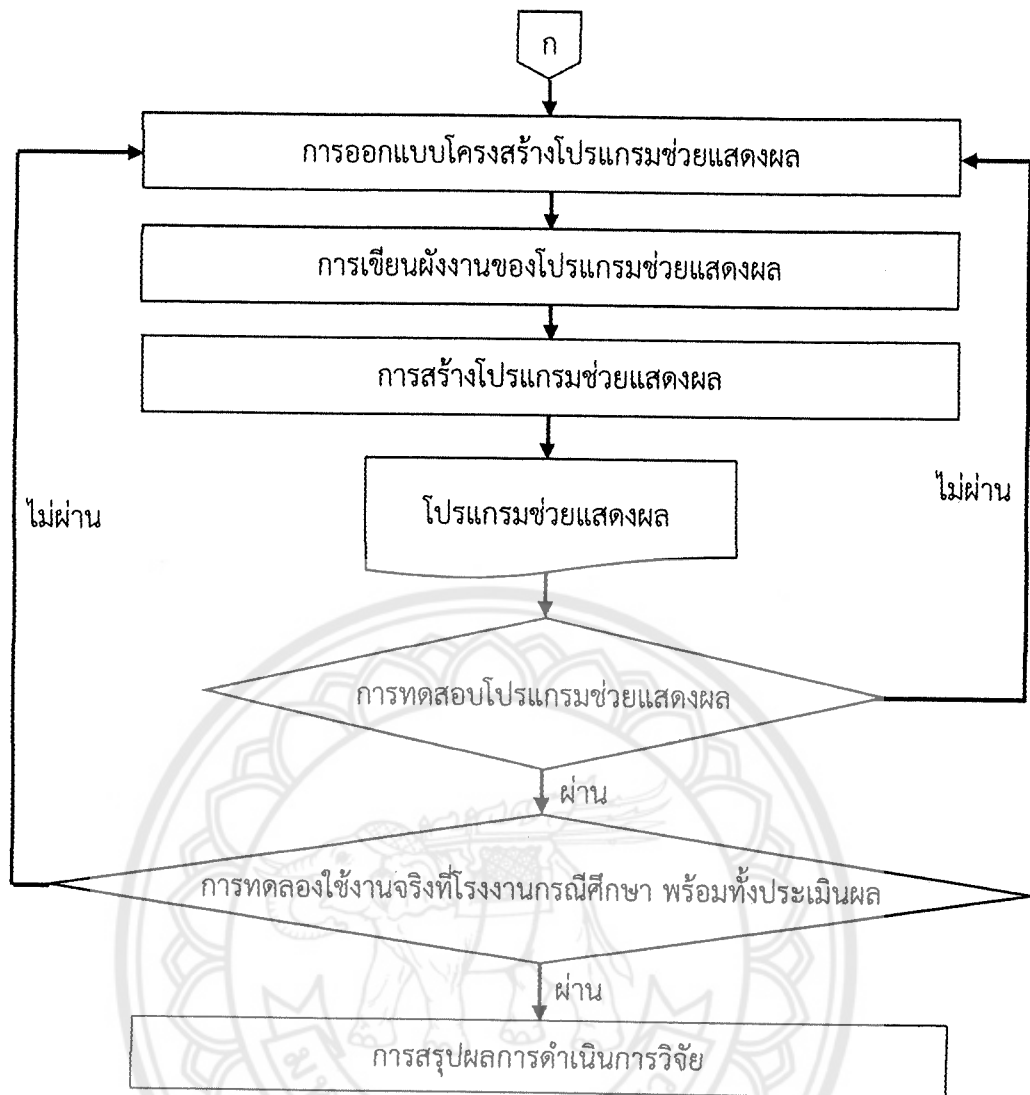 ก
การออกแบบโครงสร้างโปรแกรมช่วยแสดงผล
การเขียนผังงานของโปรแกรมช่วยแสดงผล
การสร้างโปรแกรมช่วยแสดงผล
โปรแกรมช่วยแสดงผล
ไม่ผ่าน
ไม่ผ่าน
การทดสอบโปรแกรมช่วยแสดงผล
ผ่าน
การทดลองใช้งานจริงที่โรงงานกรณีศึกษา พร้อมทั้งประเมินผล
ผ่าน
การสรุปผลการดำเนินการวิจัย